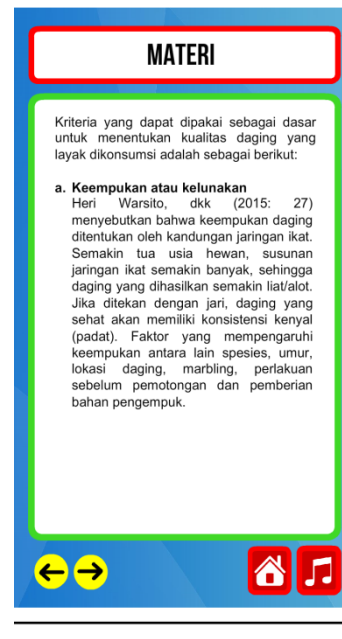 MATERI
Kriteria yang dapat dipakai sebagai dasar
untuk menentukan kualitas daging yang
layak dikonsumsi adalah sebagai berikut:
a. Keempukan atau kelunakan
Heri Warsito, dkk (2015: 27)
menyebutkan bahwa keempukan daging
ditentukan oleh kandungan jaringan ikat.
Semakin tua usia hewan, susunan
jaringan ikat semakin banyak, sehingga
daging yang dihasilkan semakin liat/alot.
Jika ditekan dengan jari, daging yang
sehat akan memiliki konsistensi kenyal
(padat). Faktor yang mempengaruhi
keempukan antara lain spesies, umur,
lokasi daging, marbling, perlakuan
sebelum pemotongan dan pemberian
bahan pengempuk.